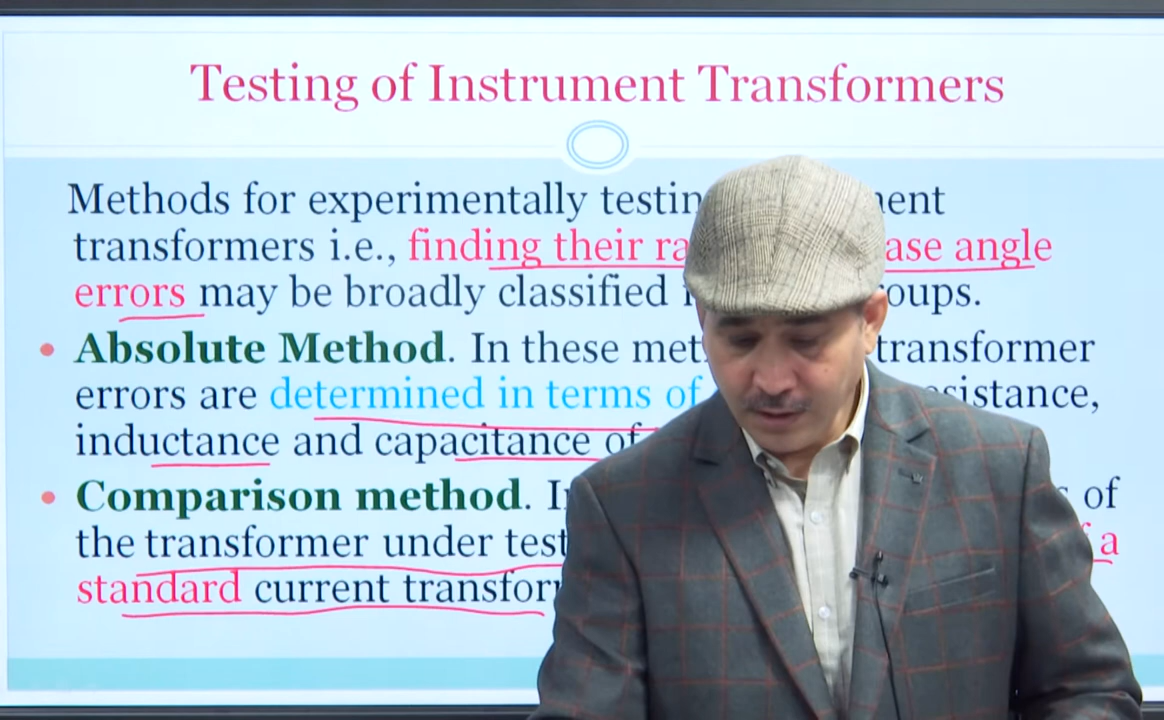 Testing of Instrument Transformers
Methods for experimentally testin ent
transformers i.e., finding their ra ase angle
errors may be broadly classified oups.
Absolute Method. In these met transformer
errors are determined in terms of sistance,
inductance and capacitance of
Comparison method. of
the transformer under test a
standard current transfor